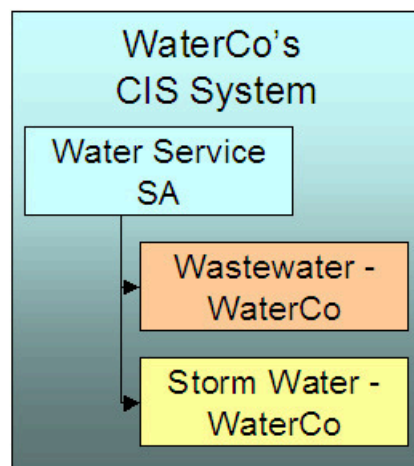 WaterCo's
CIS System
Water Service
SA
Wastewater -
WaterCo
Storm Water -
WaterCo